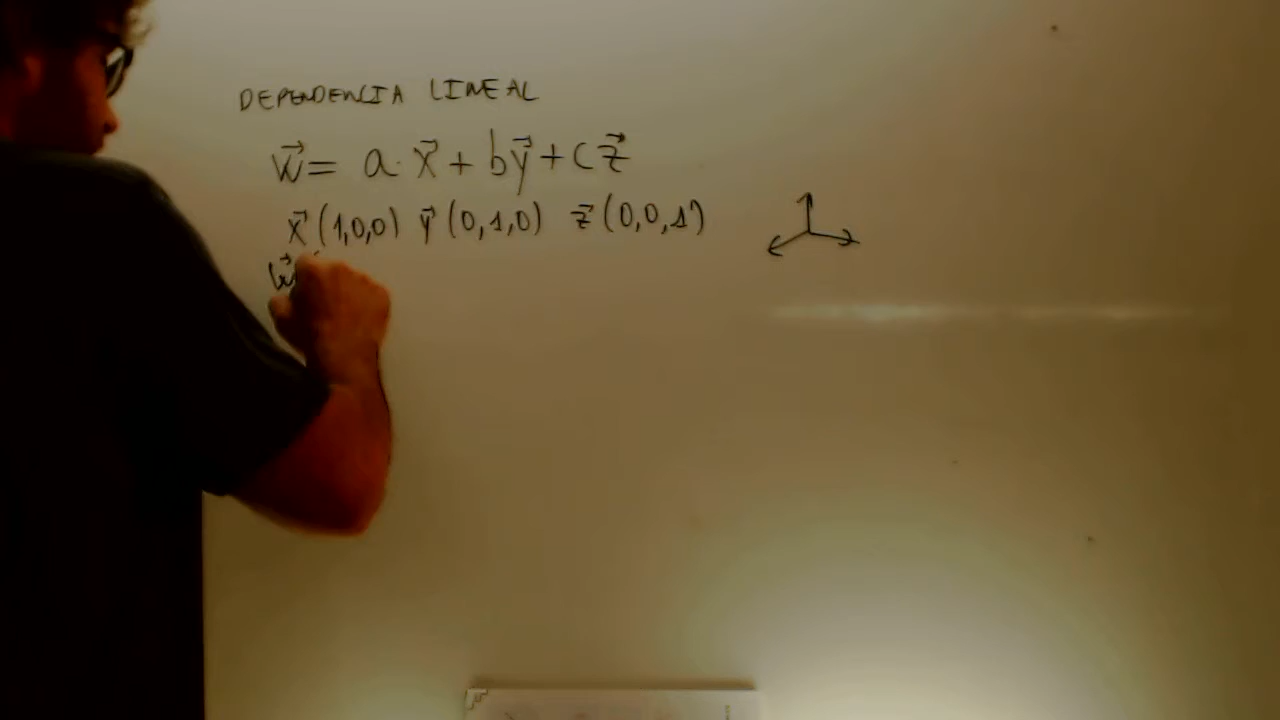 DEPENDENCIA LINEAL
w⃗ = a·x⃗ + by⃗ + cz⃗
x⃗ (1,0,0) y⃗ (0,1,0) z⃗ (0,0,1)
w⃗